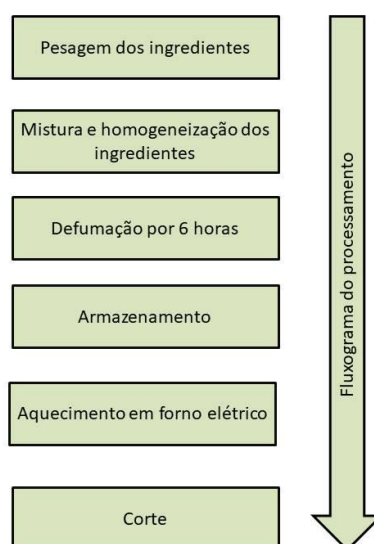 Pesagem dos ingredientes
Mistura e homogeneização dos
ingredientes
Defumação por 6 horas
Armazenamento
Aquecimento em forno elétrico
Corte
Fluxograma do processamento